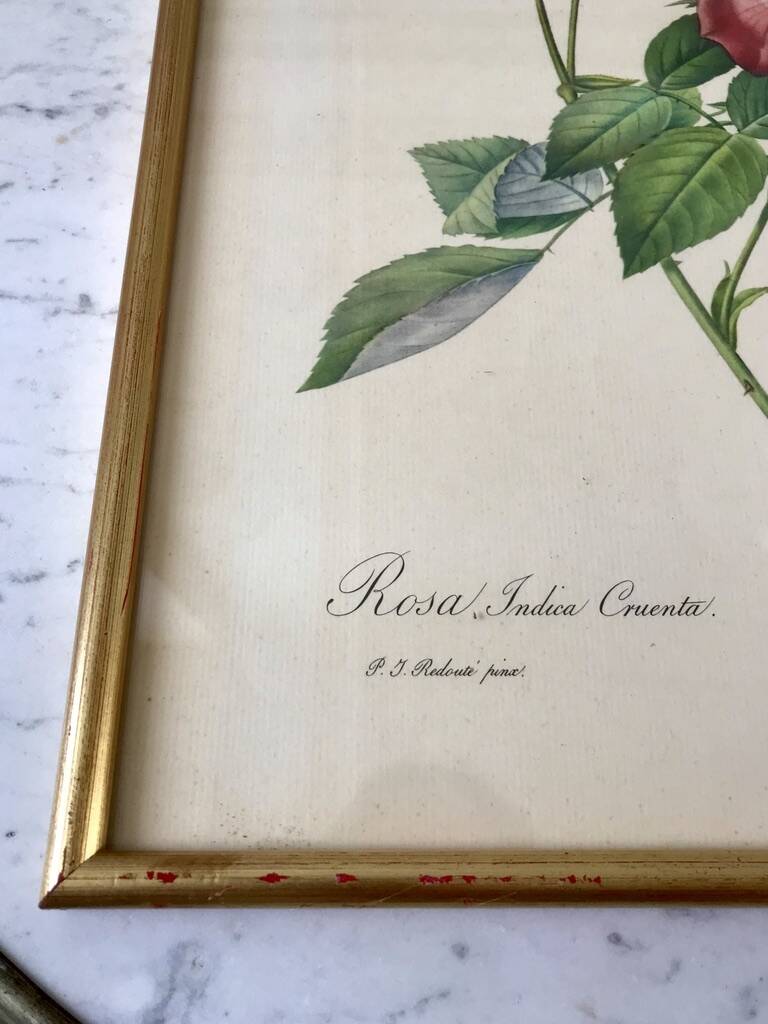 Rosa Indica Cruenta.
P. J. Redouté pinx.